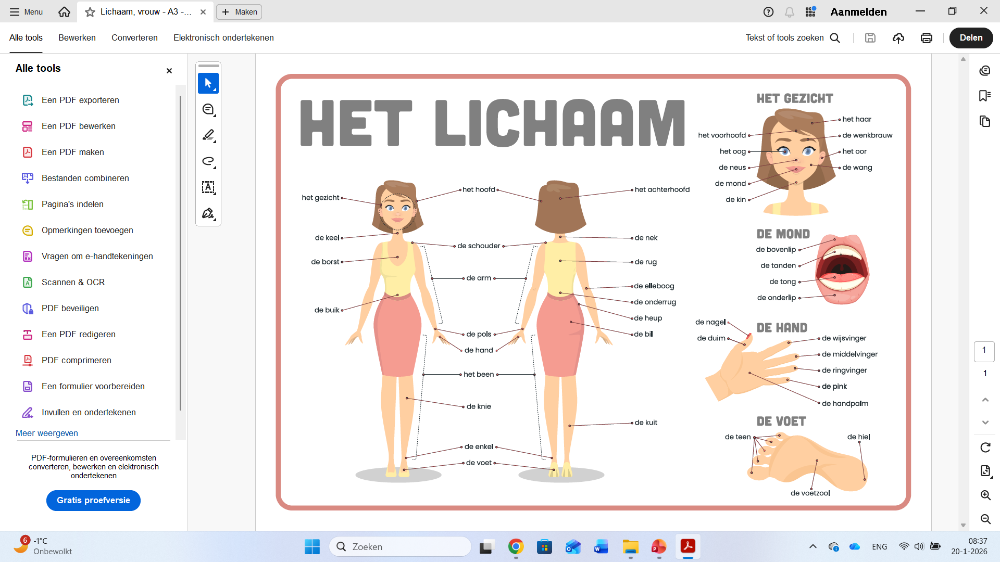 Menu
Lichaam, vrouw - A3 -...
Maken
Aanmelden
Alle tools
Bewerken
Converteren
Elektronisch ondertekenen
Tekst of tools zoeken
Delen
Alle tools
Een PDF exporteren
Een PDF bewerken
Een PDF maken
Bestanden combineren
Pagina's indelen
Opmerkingen toevoegen
Vragen om e-handtekeningen
Scannen & OCR
PDF beveiligen
Een PDF redigeren
PDF comprimeren
Een formulier voorbereiden
Invullen en ondertekenen
Meer weergeven
PDF-formulieren en overeenkomsten
converteren, bewerken en elektronisch
ondertekenen
Gratis proefversie
HET LICHAAM
het gezicht
de keel
de borst
de buik
het hoofd
de schouder
de arm
de pols
de hand
het been
de knie
de enkel
de voet
het achterhoofd
de nek
de rug
de elleboog
de onderrug
de heup
de bil
de kuit
HET GEZICHT
het voorhoofd
het oog
de neus
de mond
de kin
het haar
de wenkbrauw
het oor
de wang
DE MOND
de bovenlip
de tanden
de tong
de onderlip
DE HAND
de nagel
de duim
de wijsvinger
de middelvinger
de ringvinger
de pink
de handpalm
DE VOET
de teen
de hiel
de voetzool
1
1
6
-1°C
Onbewolkt
Zoeken
ENG
08:37
20-1-2026